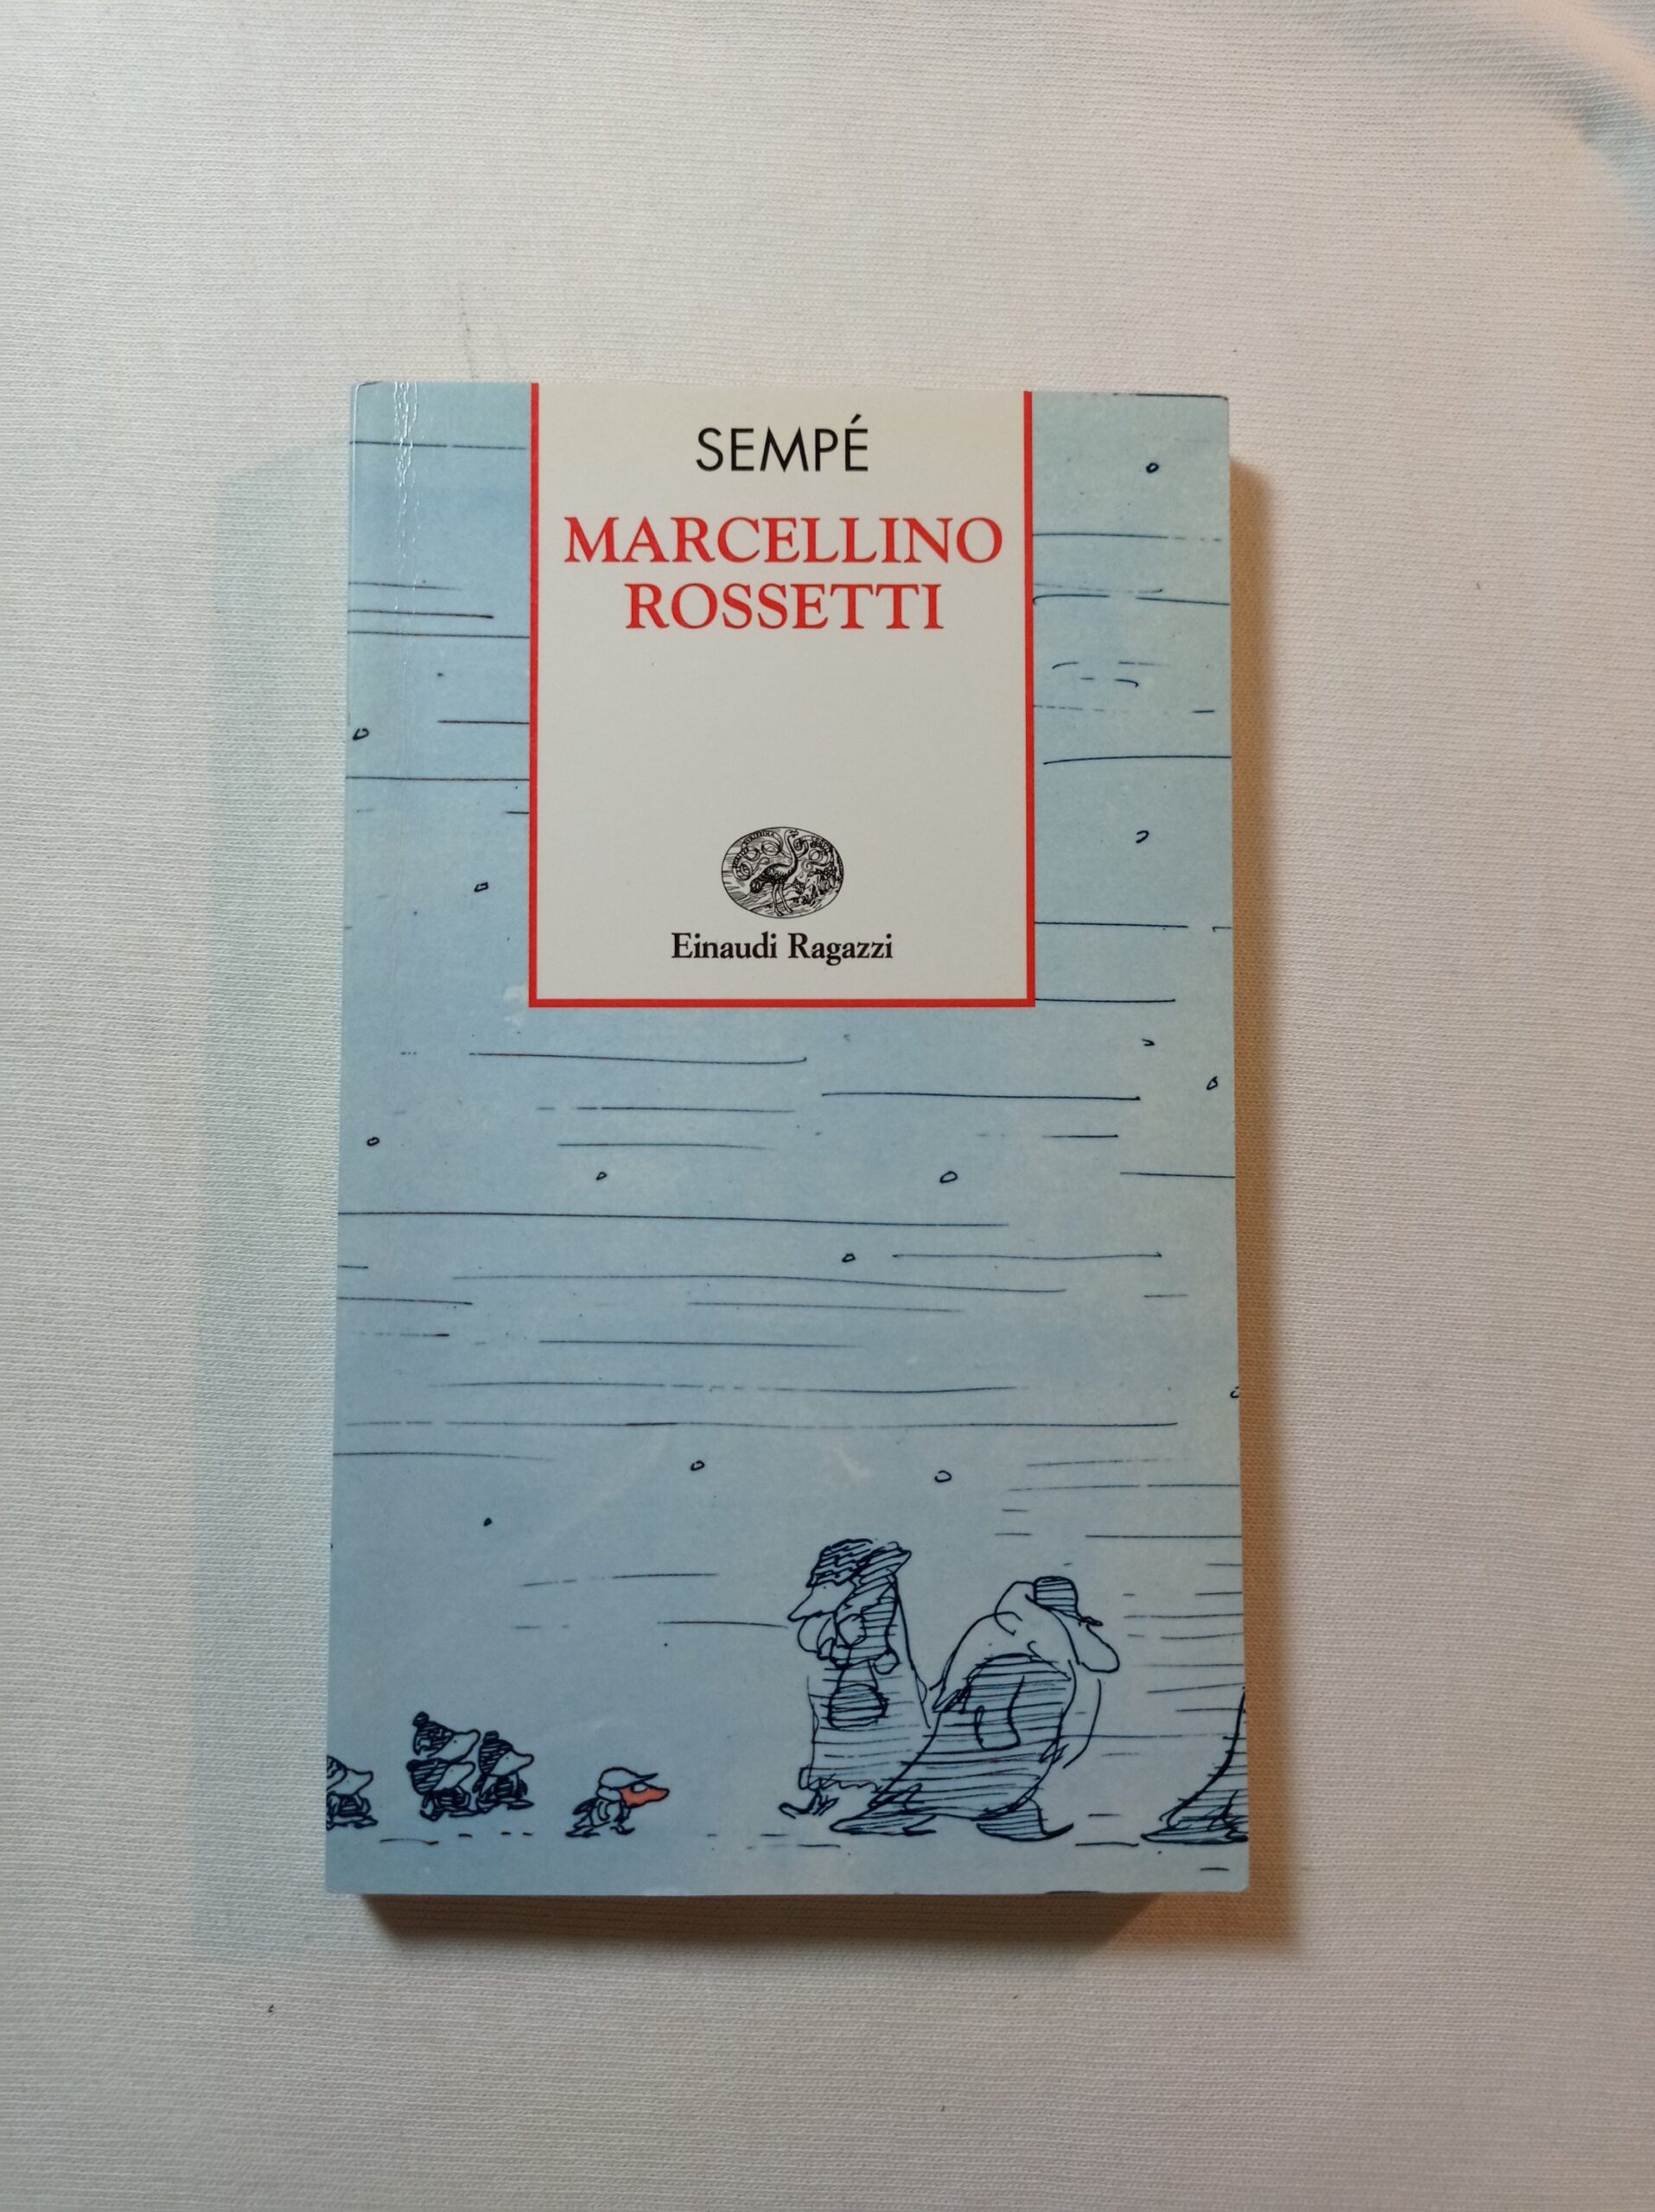 SEMPÉ
MARCELLINO
ROSSETTI
Einaudi Ragazzi